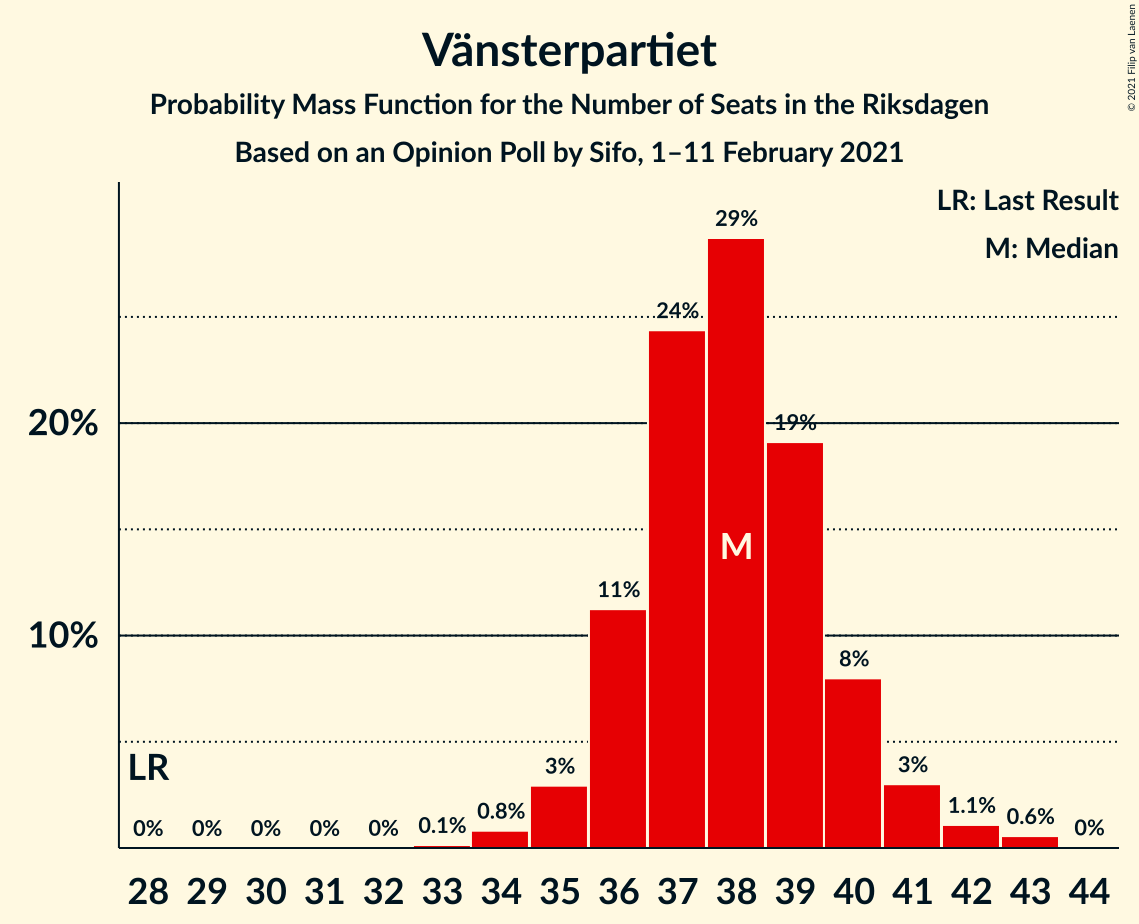 Vänsterpartiet
Probability Mass Function for the Number of Seats in the Riksdagen
Based on an Opinion Poll by Sifo, 1–11 February 2021
© 2021 Filip van Laenen
LR: Last Result
M: Median
29%
24%
20%
19%
M
11%
10%
8%
LR
3%
3%
0.8%
1.1%
0.6%
0% 0% 0% 0% 0% 0.1% 0%
28 29 30 31 32 33 34 35 36 37 38 39 40 41 42 43 44